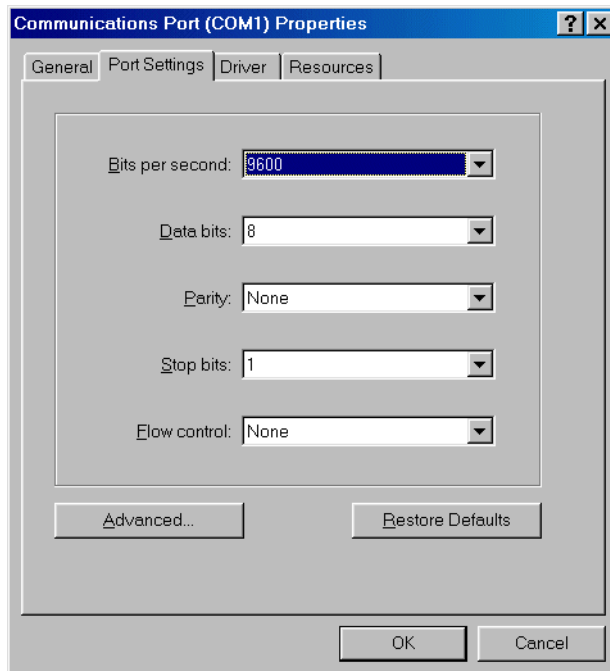 Communications Port (COM1) Properties ? ×
General Port Settings Driver Resources
Bits per second: 9600
Data bits: 8
Parity: None
Stop bits: 1
Flow control: None
Advanced... Restore Defaults
OK Cancel